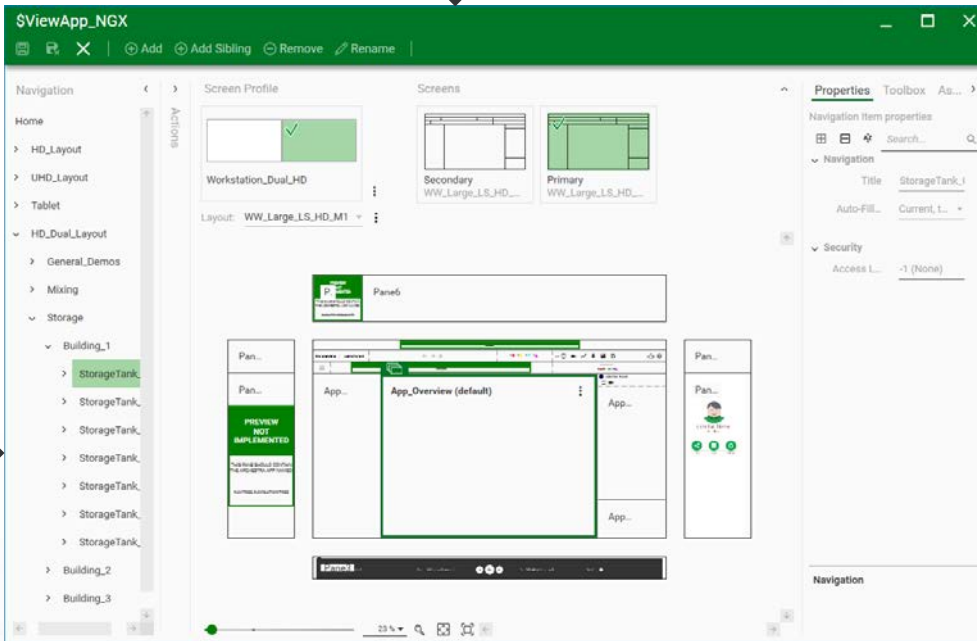 $ViewApp_NGX
Add Add Sibling Remove Rename
Navigation
Home
HD_Layout
UHD_Layout
Tablet
HD_Dual_Layout
General_Demos
Mixing
Storage
Building_1
StorageTank_
StorageTank_
StorageTank_
StorageTank_
StorageTank_
StorageTank_
StorageTank_
Building_2
Building_3
Actions
Screen Profile
Workstation_Dual_HD
Layout: WW_Large_LS_HD_M1
Screens
Secondary
WW_Large_LS_HD_...
Primary
WW_Large_LS_HD_...
P...
Pane6
Pan...
Pan...
PREVIEW
NOT
IMPLEMENTED
App...
App_Overview (default)
App...
App...
Pan...
Pan...
Pane1
23 %
Properties Toolbox As...
Navigation item properties
Search...
Navigation
Title StorageTank_
Auto-Fill... Current, t...
Security
Access L... -1 (None)
Navigation